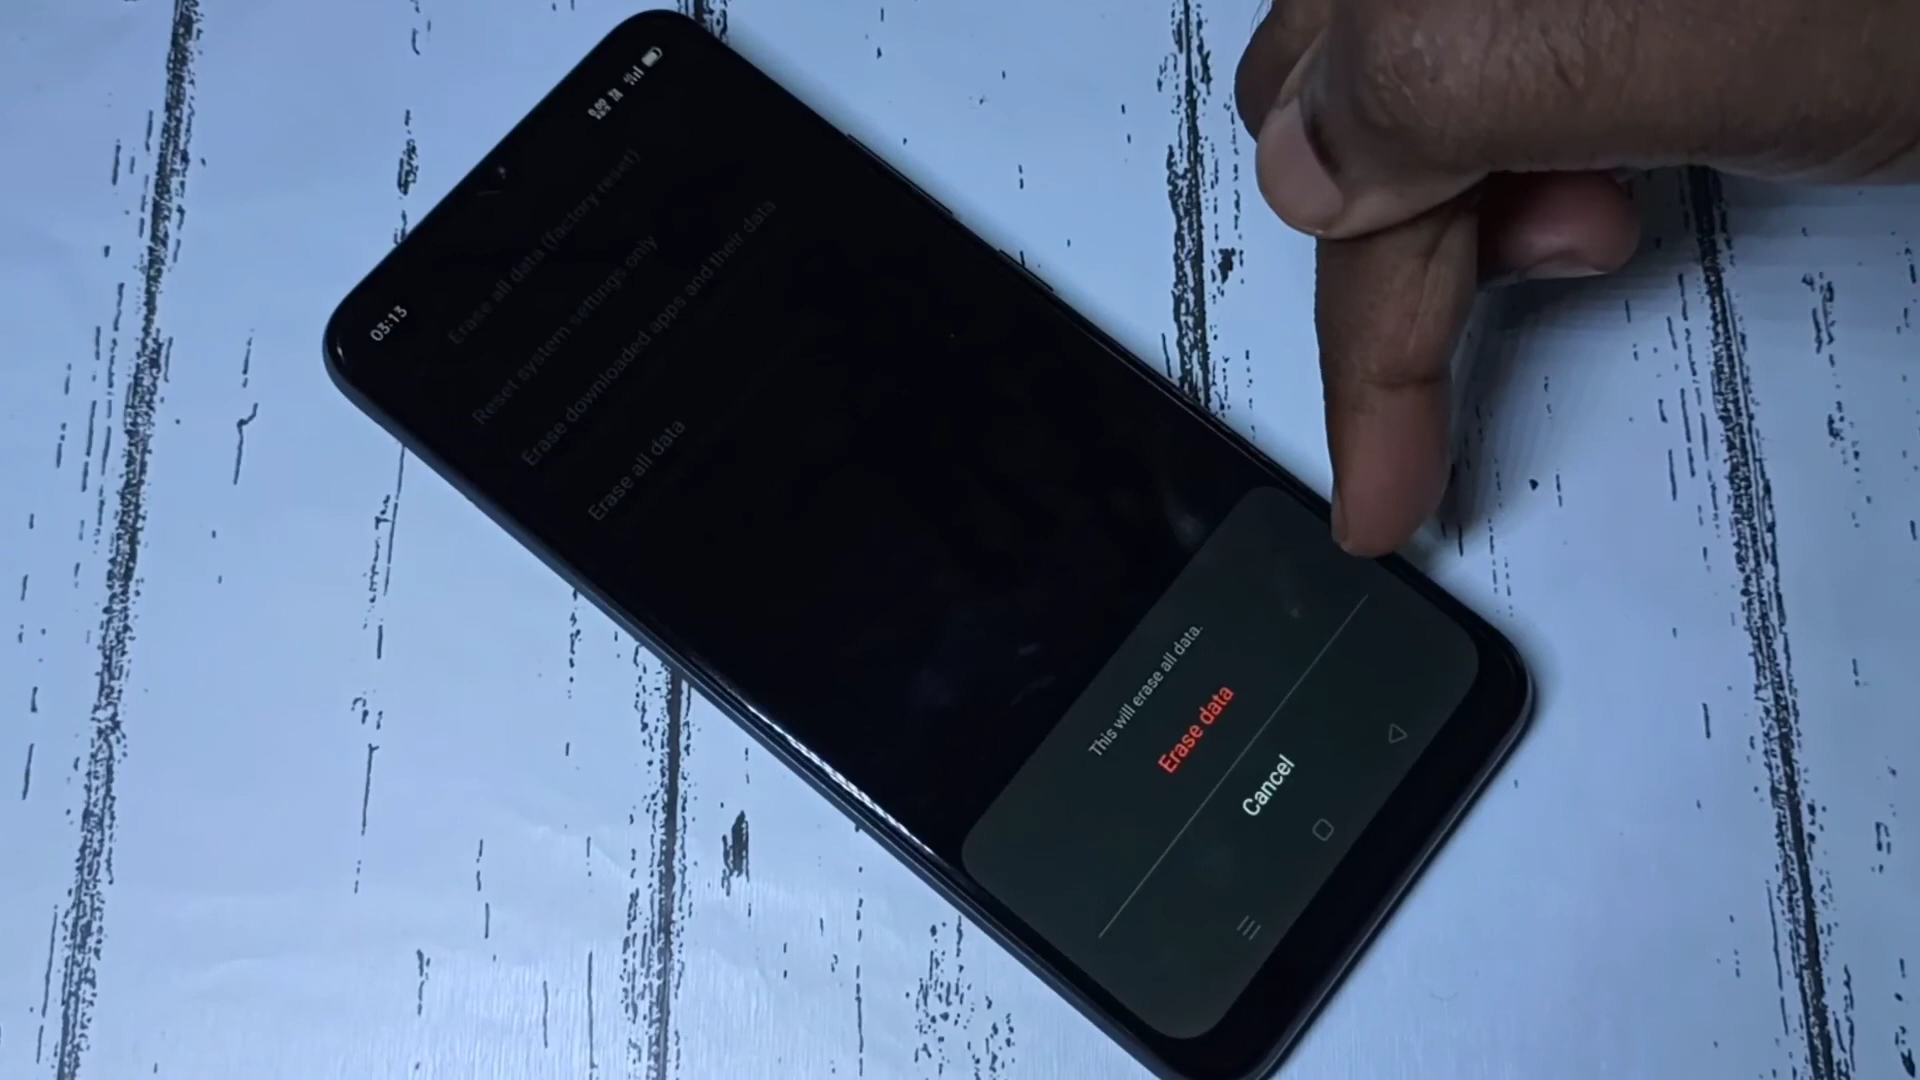 03:13
Erase all data (factory reset)
Reset system settings only
Erase downloaded apps and their data
Erase all data
This will erase all data.
Erase data
Cancel